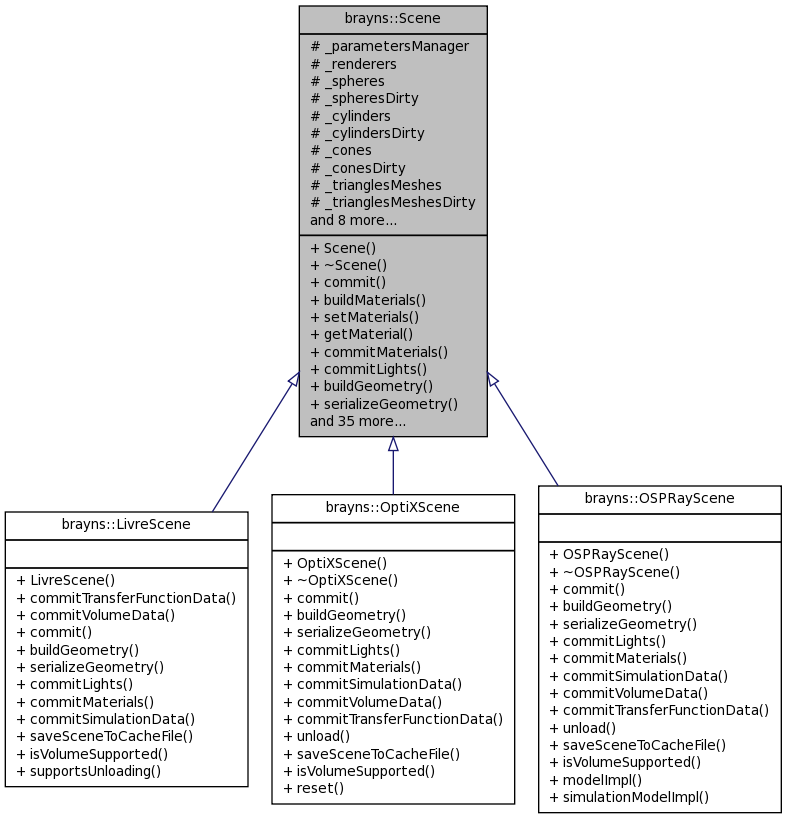 brayns::Scene
# _parametersManager
# _renderers
# _spheres
# _spheresDirty
# _cylinders
# _cylindersDirty
# _cones
# _conesDirty
# _trianglesMeshes
# _trianglesMeshesDirty
and 8 more...
+ Scene()
+ ~Scene()
+ commit()
+ buildMaterials()
+ setMaterials()
+ getMaterial()
+ commitMaterials()
+ commitLights()
+ buildGeometry()
+ serializeGeometry()
and 35 more...
brayns::LivreScene
+ LivreScene()
+ commitTransferFunctionData()
+ commitVolumeData()
+ commit()
+ buildGeometry()
+ serializeGeometry()
+ commitLights()
+ commitMaterials()
+ commitSimulationData()
+ saveSceneToCacheFile()
+ isVolumeSupported()
+ supportsUnloading()
brayns::OptiXScene
+ OptiXScene()
+ ~OptiXScene()
+ commit()
+ buildGeometry()
+ serializeGeometry()
+ commitLights()
+ commitMaterials()
+ commitSimulationData()
+ commitVolumeData()
+ commitTransferFunctionData()
+ unload()
+ saveSceneToCacheFile()
+ isVolumeSupported()
+ reset()
brayns::OSPRayScene
+ OSPRayScene()
+ ~OSPRayScene()
+ commit()
+ buildGeometry()
+ serializeGeometry()
+ commitLights()
+ commitMaterials()
+ commitSimulationData()
+ commitVolumeData()
+ commitTransferFunctionData()
+ unload()
+ saveSceneToCacheFile()
+ isVolumeSupported()
+ modelImpl()
+ simulationModelImpl()